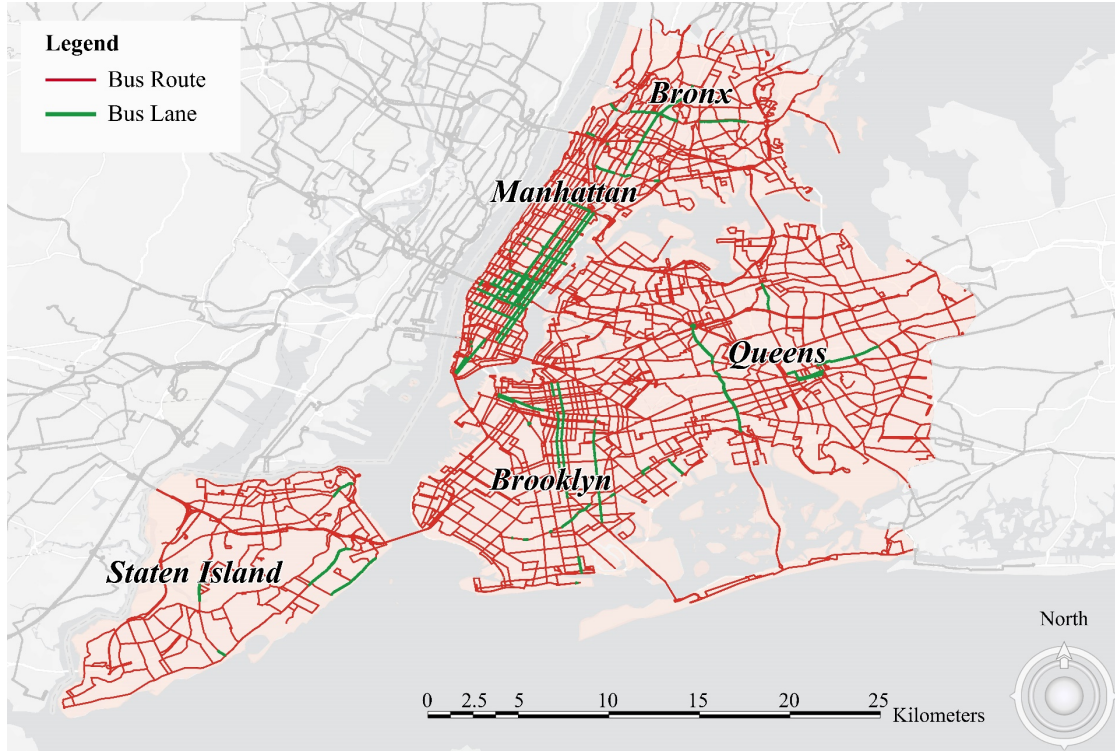 Legend
Bus Route
Bus Lane
Bronx
Manhattan
Queens
Brooklyn
Staten Island
North
0 2.5 5 10 15 20 25
Kilometers